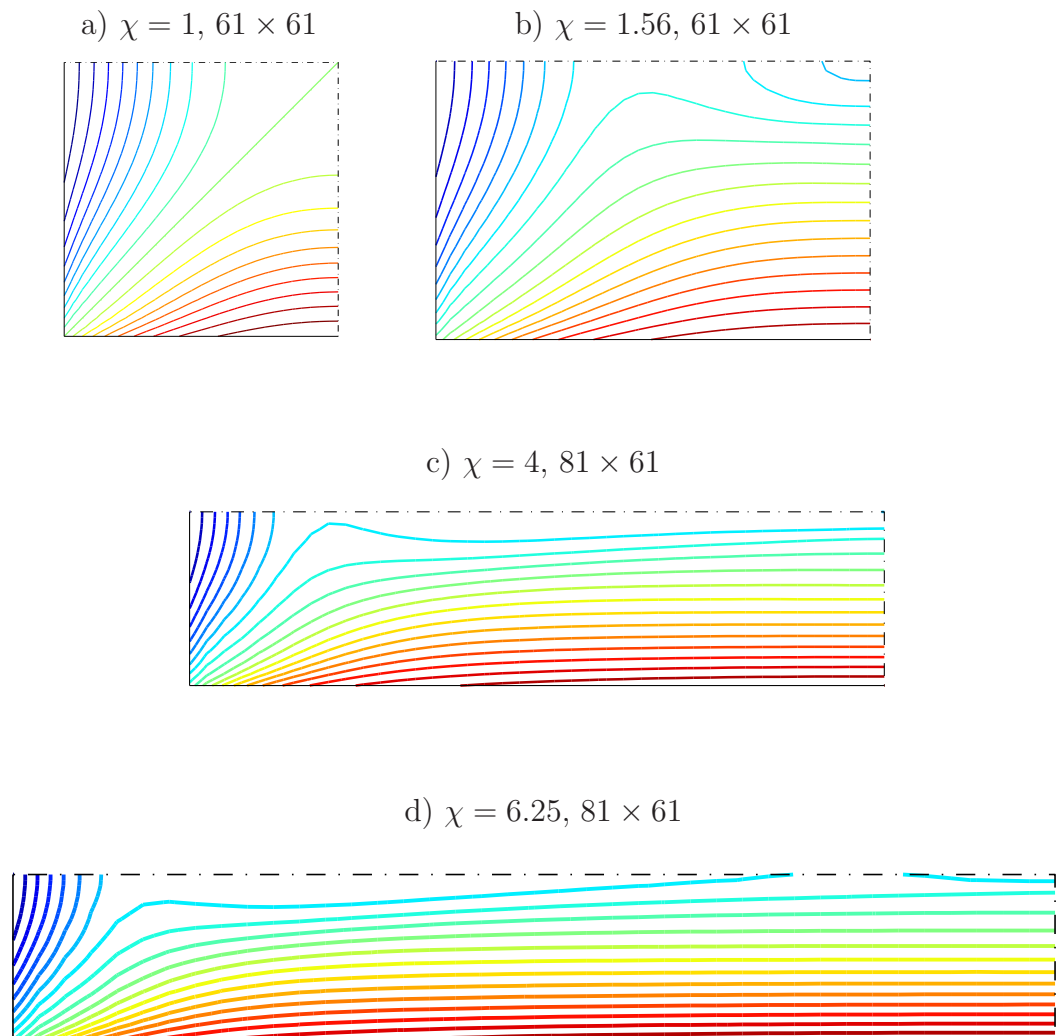 a) χ = 1, 61 × 61
b) χ = 1.56, 61 × 61
c) χ = 4, 81 × 61
d) χ = 6.25, 81 × 61